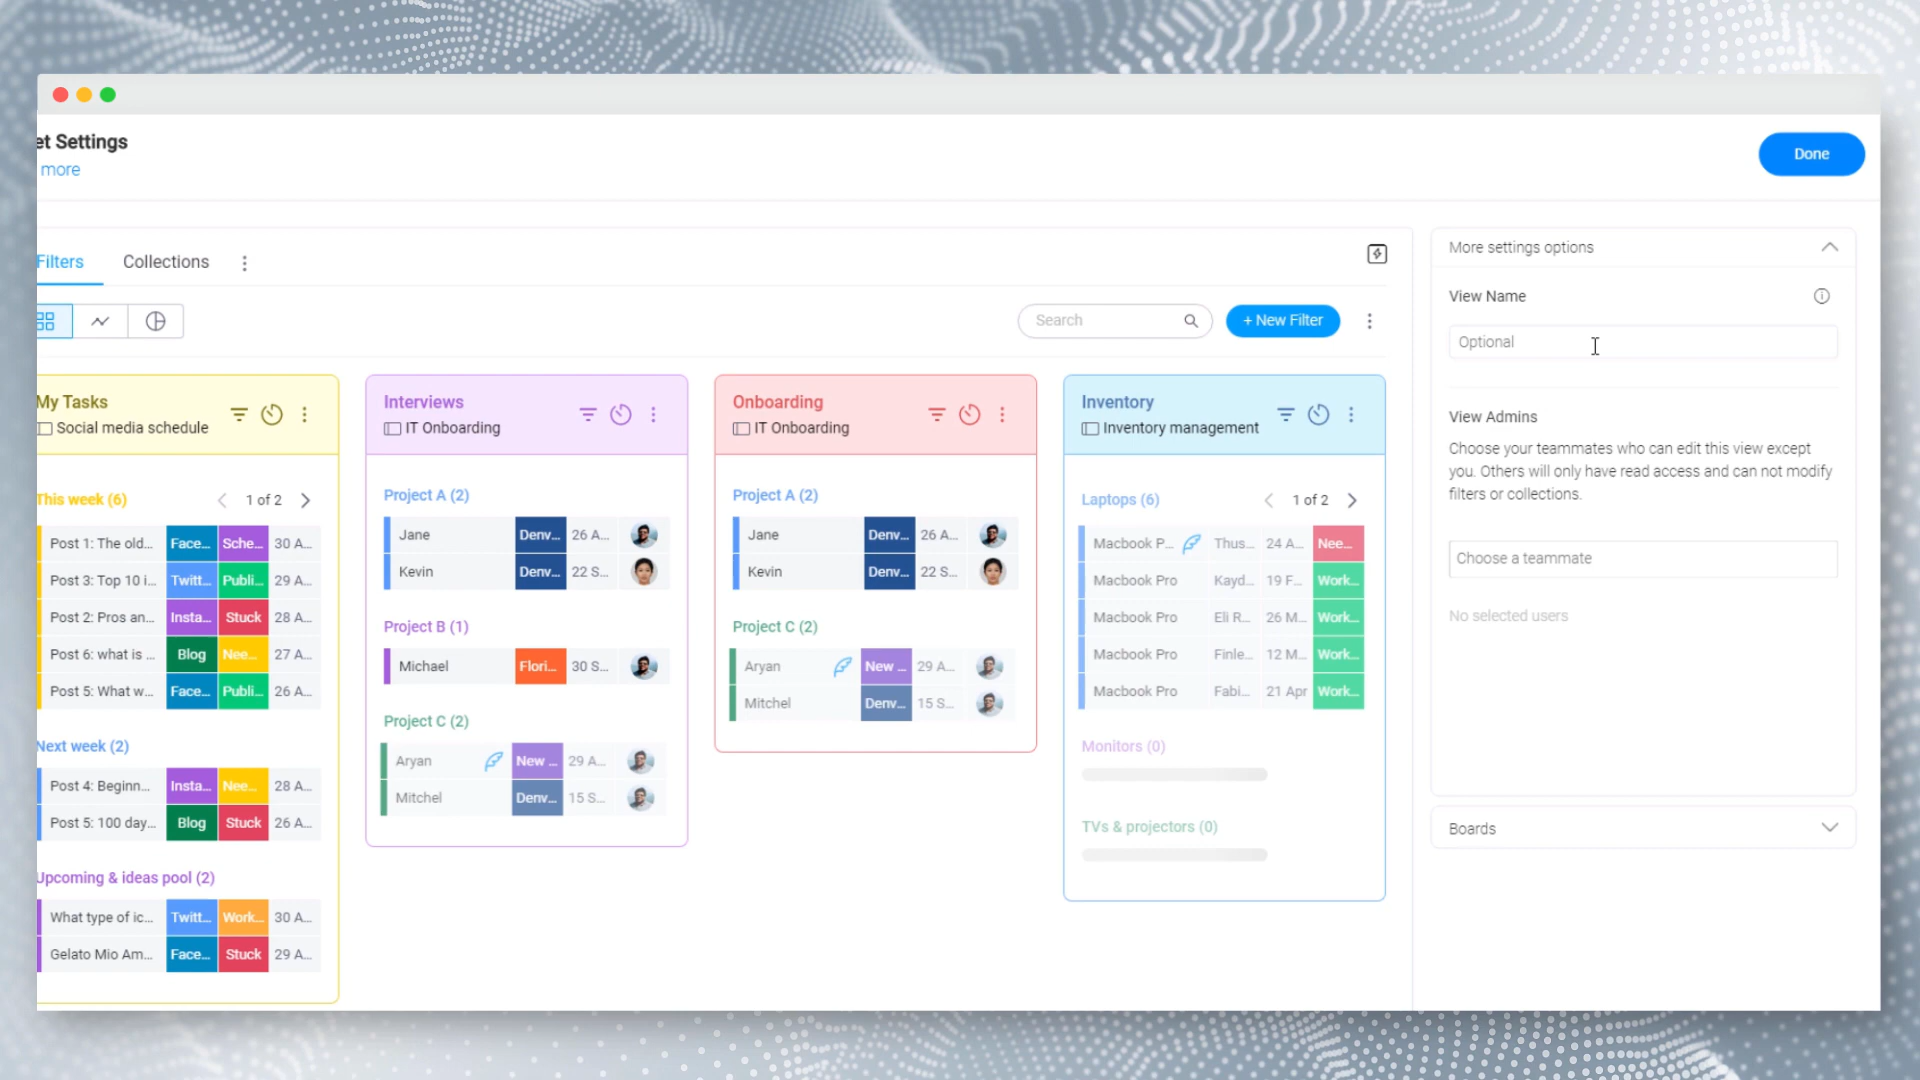 et Settings
more
Done
Filters
Collections
Search
+ New Filter
My Tasks
Social media schedule
This week (6)
1 of 2
Post 1: The old... Face... Sche... 30 A...
Post 3: Top 10 i... Twitt... Publi... 29 A...
Post 2: Pros an... Insta... Stuck 28 A...
Post 6: what is ... Blog Nee... 27 A...
Post 5: What w... Face... Publi... 26 A...
Next week (2)
Post 4: Beginn... Insta... Nee... 28 A...
Post 5: 100 day... Blog Stuck 26 A...
Upcoming & ideas pool (2)
What type of ic... Twitt... Work... 30 A...
Gelato Mio Am... Face... Stuck 29 A...
Interviews
IT Onboarding
Project A (2)
Jane Denv... 26 A...
Kevin Denv... 22 S...
Project B (1)
Michael Flori... 30 S...
Project C (2)
Aryan New ... 29 A...
Mitchel Denv... 15 S...
Onboarding
IT Onboarding
Project A (2)
Jane Denv... 26 A...
Kevin Denv... 22 S...
Project C (2)
Aryan New ... 29 A...
Mitchel Denv... 15 S...
Inventory
Inventory management
Laptops (6)
1 of 2
Macbook P... Thus... 24 A... Nee...
Macbook Pro Kayd... 19 F... Work...
Macbook Pro Eli R... 26 M... Work...
Macbook Pro Finle... 12 M... Work...
Macbook Pro Fabi... 21 Apr Work...
Monitors (0)
TVs & projectors (0)
More settings options
View Name
Optional
View Admins
Choose your teammates who can edit this view except
you. Others will only have read access and can not modify
filters or collections.
Choose a teammate
No selected users
Boards